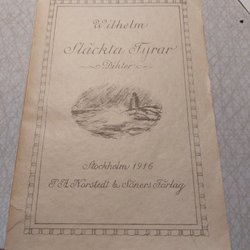 Wilhelm
Släckta Fyrar
Dikter
Stockholm 1916
P. A. Norstedt & Söners Förlag